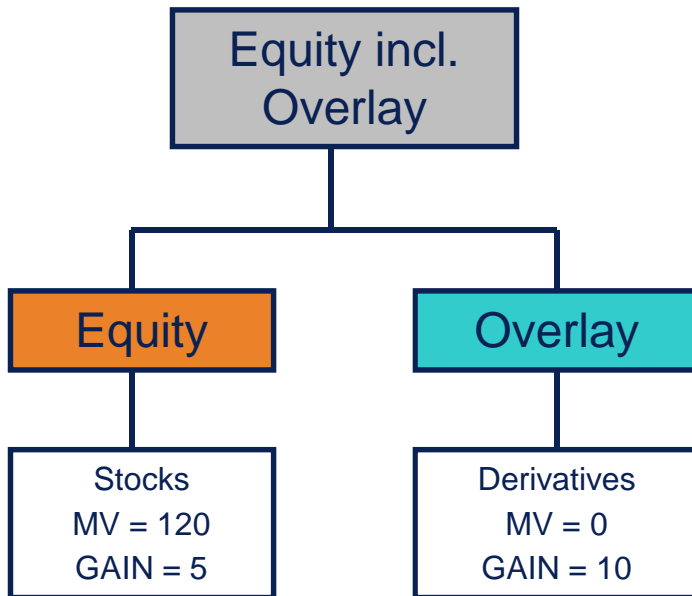 Equity incl.
Overlay
Equity
Overlay
Stocks
MV = 120
GAIN = 5
Derivatives
MV = 0
GAIN = 10